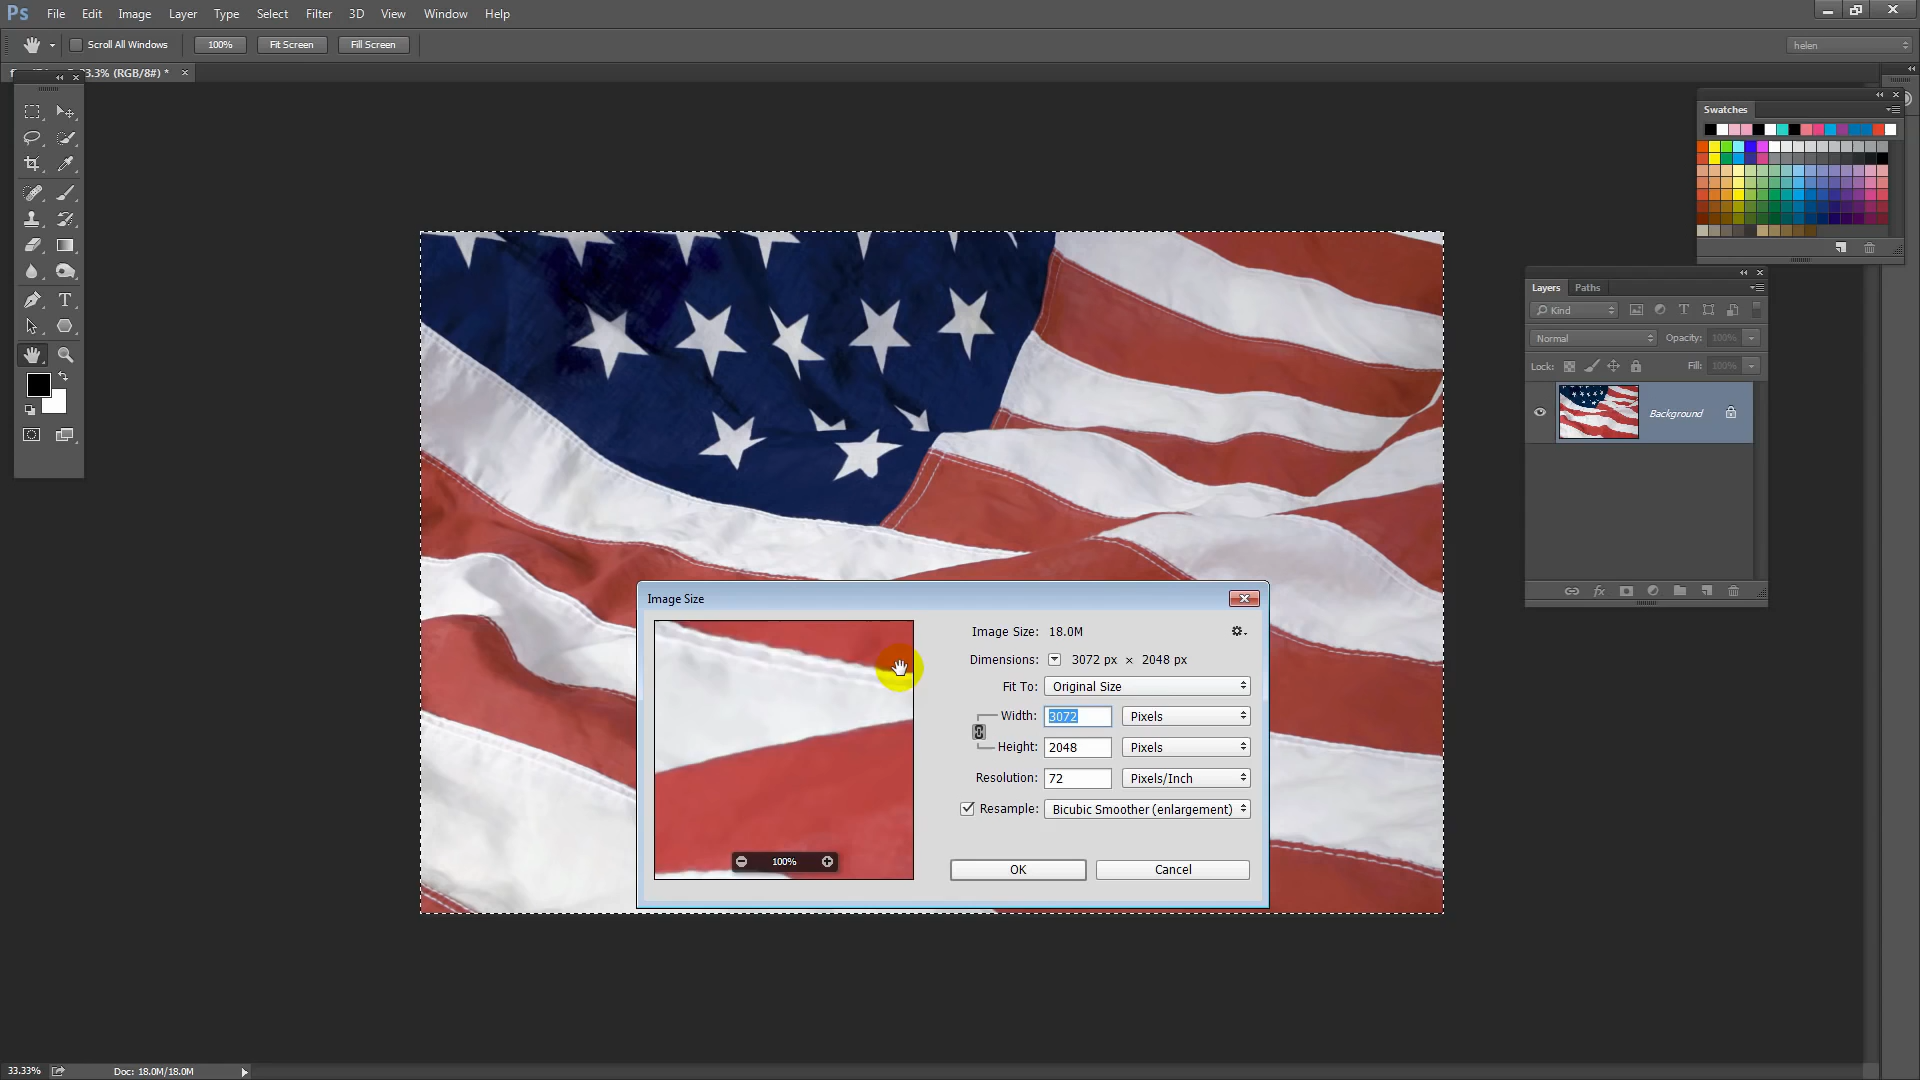 Ps File Edit Image Layer Type Select Filter 3D View Window Help
Scroll All Windows 100% Fit Screen Fill Screen helen
3.3% (RGB/8#) *
Swatches
Layers Paths
Kind
Normal Opacity: 100%
Lock: Fill: 100%
Background
fx
Image Size
Image Size: 18.0M
Dimensions: 3072 px × 2048 px
Fit To: Original Size
Width: 3072 Pixels
Height: 2048 Pixels
Resolution: 72 Pixels/Inch
Resample: Bicubic Smoother (enlargement)
100%
OK Cancel
33.33% Doc: 18.0M/18.0M